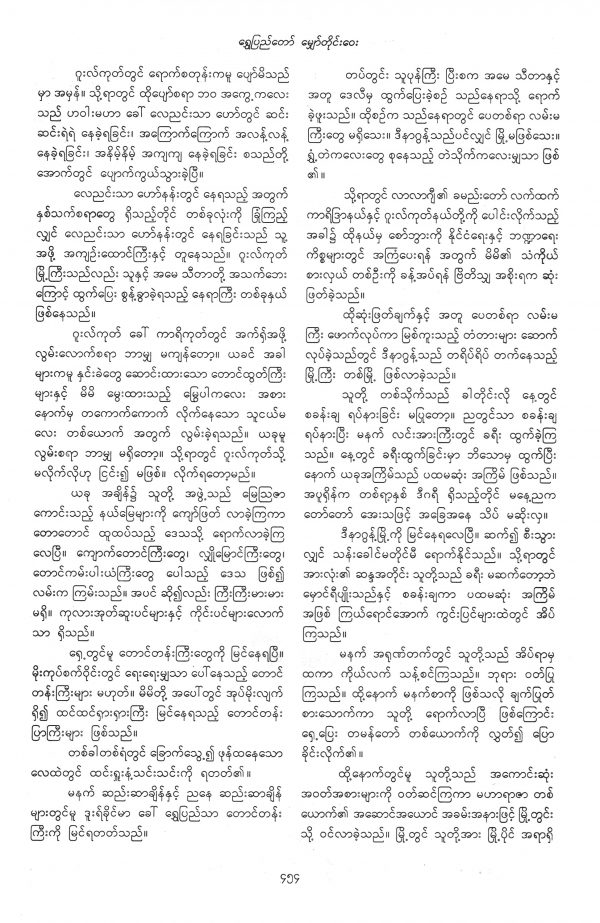 ရွှေပြည်တော် မျှော်တိုင်းဝေး
ဂူးလ်ကုတ်တွင် ရောက်စတုန်းကမူ ပျော်မိသည်
မှာ အမှန်။ သို့ရာတွင် ထိုပျော်စရာ ဘဝ အကွေ့ကလေး
သည် ဟဝါးမဟာ ခေါ် လေညင်းသာ ဟော်တွင် ဆင်း
ဆင်းရဲရဲ နေခဲ့ရခြင်း၊ အကြောက်ကြောက် အလန့်လန့်
နေခဲ့ရခြင်း၊ အနိမ့်နိမ့် အကျကျ နေခဲ့ရခြင်း စသည်တို့
အောက်တွင် ပျောက်ကွယ်သွားခဲ့ပြီ။
လေညင်းသာ ဟော်နန်းတွင် နေရသည့် အတွက်
နှစ်သက်စရာတွေ ရှိသည့်တိုင် တစ်ခုလုံးကို ခြုံကြည့်
လျှင် လေညင်းသာ ဟော်နန်းတွင် နေခဲ့ရခြင်းသည် သူ့
အဖို့ အကျဉ်းထောင်ကြီးနှင့် တူနေသည်။ ဂူးလ်ကုတ်
မြို့ကြီးသည်လည်း သူနှင့် အမေ သီတာတို့ အသက်ဘေး
ကြောင့် ထွက်ပြေး စွန့်ခွာခဲ့ရသည့် နေရာကြီး တစ်ခုနှယ်
ဖြစ်နေသည်။
ဂူးလ်ကုတ် ခေါ် ကာရိကုတ်တွင် အက်ရှ်အဖို့
လွမ်းလောက်စရာ ဘာမျှ မကျန်တော့။ ယခင် အခါ
များကမူ နှင်းခဲတွေ ဆောင်းထားသော တောင်ထွတ်ကြီး
များနှင့် မိမိ မွေးထားသည့် မြွေပါကလေး အစား
နောက်မှ တကောက်ကောက် လိုက်နေသော သူငယ်မ
လေး တစ်ယောက် အတွက် လွမ်းခဲ့ရသည်။ ယခုမူ
လွမ်းစရာ ဘာမျှ မရှိတော့။ သို့ရာတွင် ဂူးလ်ကုတ်သို့
မလိုက်လိုဟု ငြင်း၍ မဖြစ်။ လိုက်ရတော့မည်။
ယခု အချိန်၌ သူတို့ အဖွဲ့သည် မြေဩဇာ
ကောင်းသည့် နယ်မြေများကို ကျော်ဖြတ် လာခဲ့ကြကာ
တောတောင် ထူထပ်သည့် ဒေသသို့ ရောက်လာခဲ့ကြ
လေပြီ။ ကျောက်တောင်ကြီးတွေ၊ လျှိုမြောင်ကြီးတွေ၊
တောင်ကမ်းပါးယံကြီးတွေ ပေါသည့် ဒေသ ဖြစ်၍
လမ်းက ကြမ်းသည်။ အပင် ဆို၍လည်း ကြီးကြီးမားမား
မရှိ။ ကုလားအုတ်ဆူးပင်များနှင့် ကိုင်းပင်များလောက်
သာ ရှိသည်။
ရှေ့တွင်မူ တောင်တန်းကြီးတွေကို မြင်နေရပြီ။
မိုးကုပ်စက်ဝိုင်းတွင် ရေးရေးမျှသာ ပေါ်နေသည့် တောင်
တန်းကြီးများ မဟုတ်။ မိမိတို့ အပေါ်တွင် အုပ်မိုးလျက်
ရှိ၍ ထင်ထင်ရှားရှားကြီး မြင်နေရသည့် တောင်တန်း
ပြာကြီးများ ဖြစ်သည်။
တစ်ခါတစ်ရံတွင် ခြောက်သွေ့၍ ဖုန်ထနေသော
လေထဲတွင် ထင်းရှူးနံ့သင်းသင်းကို ရတတ်၏။
မနက် ဆည်းဆာချိန်နှင့် ညနေ ဆည်းဆာချိန်
များတွင်မူ ဒူးရ်ခိုင်မာ ခေါ် ရွှေပြည်သာ တောင်တန်း
ကြီးကို မြင်ရတတ်သည်။
တပ်တွင်း သူပုန်ကြီး ပြီးစက အမေ သီတာနှင့်
အတူ ဒေလီမှ ထွက်ပြေးခဲ့စဉ် သည်နေရာသို့ ရောက်
ခဲ့ဖူးသည်။ ထိုစဉ်က သည်နေရာတွင် ပေတစ်ရာ လမ်းမ
ကြီးတွေ မရှိသေး။ ဒီနာဂွန့်သည်ပင်လျှင် မြို့မဖြစ်သေး။
ရွှံ့တဲကလေးတွေ စုနေသည့် တဲသိုက်ကလေးမျှသာ ဖြစ်
၏။
သို့ရာတွင် လာလာဂျီ၏ ခမည်းတော် လက်ထက်
ကာရိဒြာနယ်နှင့် ဂူးလ်ကုတ်နယ်တို့ကို ပေါင်းလိုက်သည့်
အခါ၌ ထိုနယ်မှ စော်ဘွားကို နိုင်ငံရေးနှင့် ဘဏ္ဍာရေး
ကိစ္စများတွင် အကြံပေးရန် အတွက် မိမိ၏ သံကိုယ်
စားလှယ် တစ်ဦးကို ခန့်အပ်ရန် ဗြိတိသျှ အစိုးရက ဆုံး
ဖြတ်ခဲ့သည်။
ထိုဆုံးဖြတ်ချက်နှင့် အတူ ပေတစ်ရာ လမ်းမ
ကြီး ဖောက်လုပ်ကာ မြစ်ကူးသည့် တံတားများ ဆောက်
လုပ်ခဲ့သည်တွင် ဒီနာဂွန့်သည် တရိပ်ရိပ် တက်နေသည့်
မြို့ကြီး တစ်မြို့ ဖြစ်လာခဲ့သည်။
သူတို့ တစ်သိုက်သည် ခါတိုင်းလို နေ့တွင်
စခန်းချ ရပ်နားခြင်း မပြုတော့။ ညတွင်သာ စခန်းချ
ရပ်နားပြီး မနက် လင်းအားကြီးတွင် ခရီး ထွက်ခဲ့ကြ
သည်။ နေ့တွင် ခရီးထွက်ခြင်းမှာ ဘိသောမှ ထွက်ပြီး
နောက် ယခုအကြိမ်သည် ပထမဆုံး အကြိမ် ဖြစ်သည်။
အပူရှိန်က တစ်ရာ့နှစ် ဒီဂရီ ရှိသည့်တိုင် မနေ့ညက
တော်တော် အေးသဖြင့် အခြေအနေ သိပ် မဆိုးလှ။
ဒီနာဂွန့်မြို့ကို မြင်နေရလေပြီ။ ဆက်၍ စီးသွား
လျှင် သန်းခေါင်မတိုင်မီ ရောက်နိုင်သည်။ သို့ရာတွင်
အားလုံး၏ ဆန္ဒအတိုင်း သူတို့သည် ခရီး မဆက်တော့ဘဲ
မှောင်ရီပျိုးသည်နှင့် စခန်းချကာ ပထမဆုံး အကြိမ်
အဖြစ် ကြယ်ရောင်အောက် ကွင်းပြင်များထဲတွင် အိပ်
ကြသည်။
မနက် အရုဏ်တက်တွင် သူတို့သည် အိပ်ရာမှ
ထကာ ကိုယ်လက် သန့်စင်ကြသည်။ ဘုရား ဝတ်ပြု
ကြသည်။ ထို့နောက် မနက်စာကို ဖြစ်သလို ချက်ပြုတ်
စားသောက်ကာ သူတို့ ရောက်လာပြီ ဖြစ်ကြောင်း
ရှေ့ပြေး တမန်တော် တစ်ယောက်ကို လွှတ်၍ ပြော
ခိုင်းလိုက်၏။
ထို့နောက်တွင်မူ သူတို့သည် အကောင်းဆုံး
အဝတ်အစားများကို ဝတ်ဆင်ကြကာ မဟာရာဇာ တစ်
ယောက်၏ အဆောင်အယောင် အခမ်းအနားဖြင့် မြို့တွင်း
သို့ ဝင်လာခဲ့သည်။ မြို့တွင် သူတို့အား မြို့ပိုင် အရာရှိ